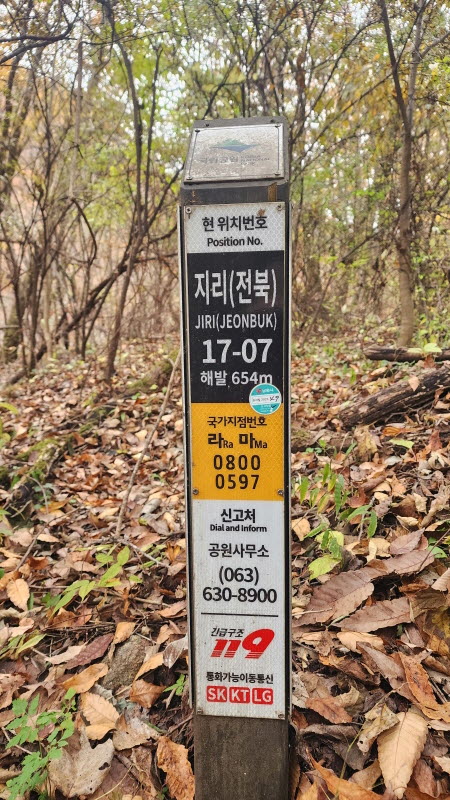 현 위치번호
Position No.
지리(전북)
JIRI(JEONBUK)
17-07
해발 654m
국가지점번호
라Ra 마Ma
0800
0597
신고처
Dial and Inform
공원사무소
(063)
630-8900
긴급구조
119
통화가능이동통신
SK KT LG